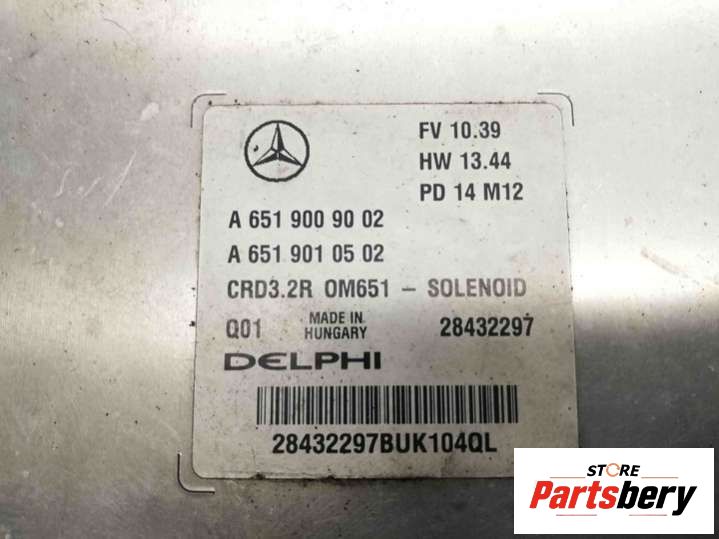 FV 10.39
HW 13.44
PD 14 M12
A 651 900 90 02
A 651 901 05 02
CRD3.2R OM651 - SOLENOID
Q01 MADE IN HUNGARY 28432297
DELPHI
28432297BUK104QL
STORE
Partsbery